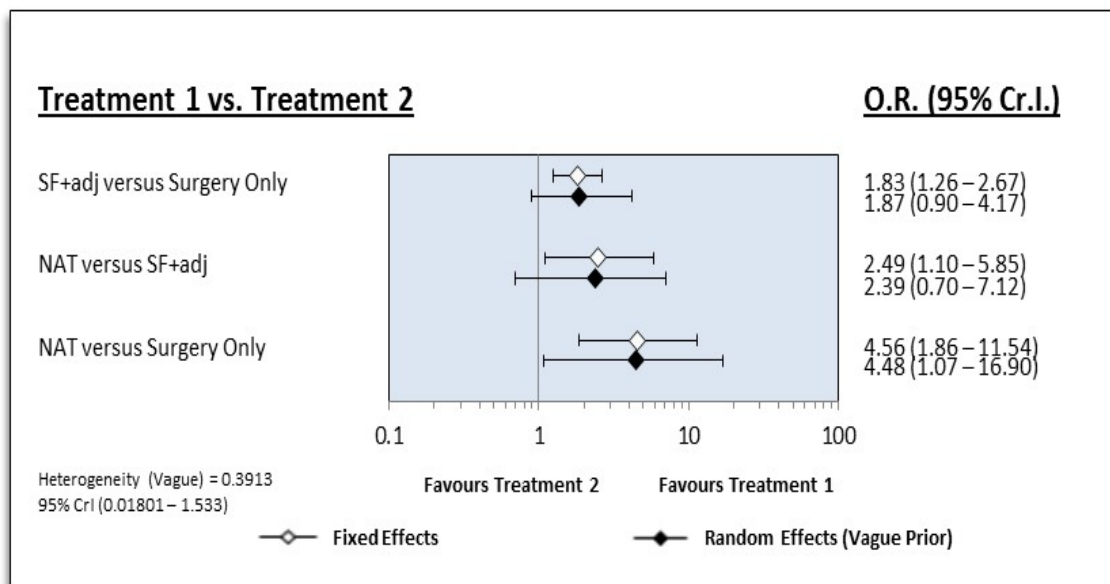 Treatment 1 vs. Treatment 2
O.R. (95% Cr.I.)
SF+adj versus Surgery Only
1.83 (1.26 – 2.67)
1.87 (0.90 – 4.17)
NAT versus SF+adj
2.49 (1.10 – 5.85)
2.39 (0.70 – 7.12)
NAT versus Surgery Only
4.56 (1.86 – 11.54)
4.48 (1.07 – 16.90)
0.1 1 10 100
Heterogeneity (Vague) = 0.3913
95% CrI (0.01801 – 1.533)
Favours Treatment 2 Favours Treatment 1
Fixed Effects Random Effects (Vague Prior)